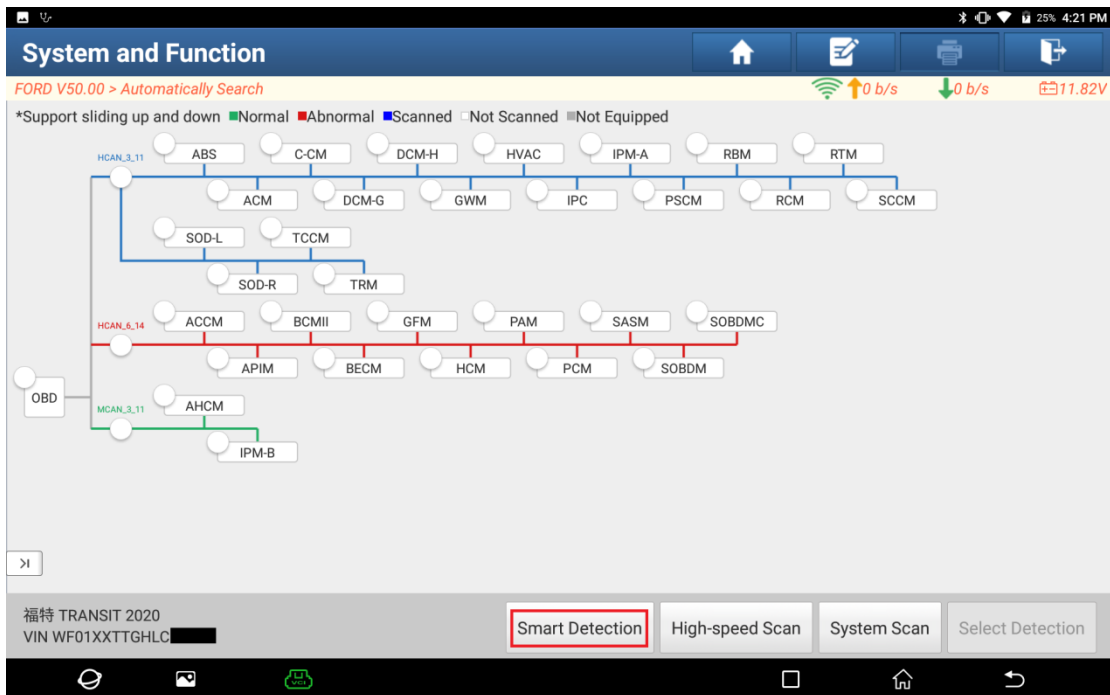 25% 4:21 PM
System and Function
FORD V50.00 > Automatically Search
0 b/s
0 b/s
11.82V
*Support sliding up and down Normal Abnormal Scanned Not Scanned Not Equipped
HCAN_3_11
ABS C-CM DCM-H HVAC IPM-A RBM RTM
ACM DCM-G GWM IPC PSCM RCM SCCM
SOD-L TCCM
SOD-R TRM
HCAN_6_14
ACCM BCMII GFM PAM SASM SOBDMC
APIM BECM HCM PCM SOBDM
OBD
MCAN_3_11
AHCM
IPM-B
福特 TRANSIT 2020
VIN WF01XXTTGHLC
Smart Detection High-speed Scan System Scan Select Detection
VCI